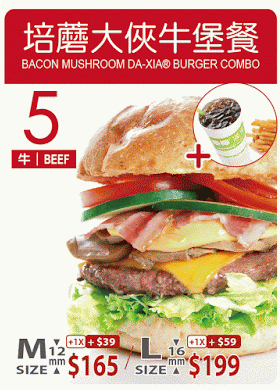 培蘑大俠牛堡餐
BACON MUSHROOM DA-XIA® BURGER COMBO
5
牛 | BEEF
+
M SIZE 12 mm +1X + $39 $165 / L SIZE 16 mm +1X + $59 $199